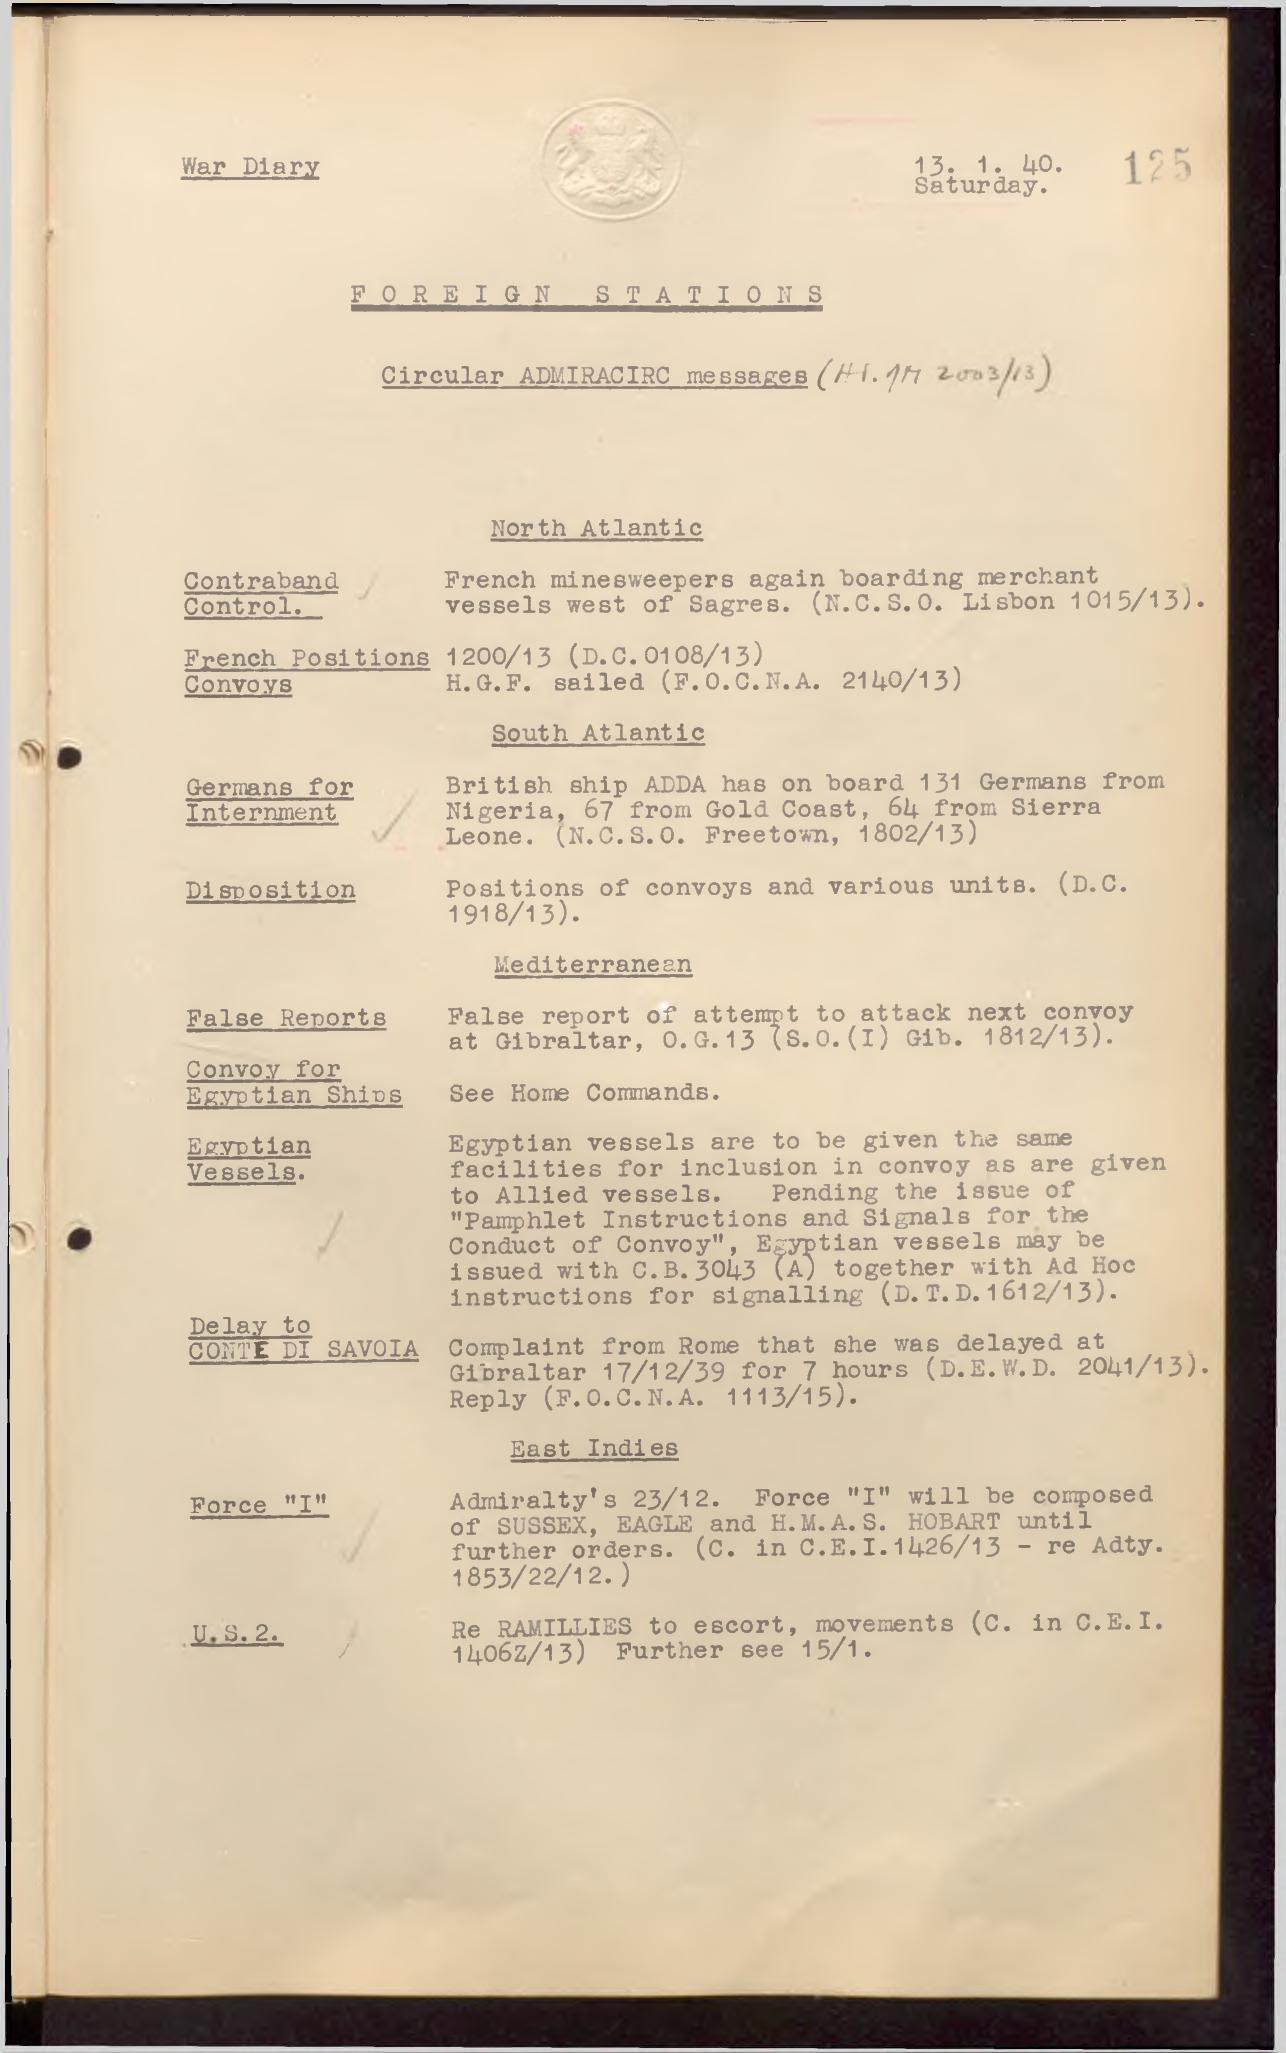 War Diary
13. 1. 40.
Saturday.
125
FOREIGN STATIONS
Circular ADMIRACIRC messages (2003/13)
North Atlantic
Contraband
Control.
French minesweepers again boarding merchant
vessels west of Sagres. (N.C.S.O. Lisbon 1015/13).
French Positions 1200/13 (D.C.0108/13)
Convoys H.G.F. sailed (F.O.C.N.A. 2140/13)
South Atlantic
Germans for
Internment
British ship ADDA has on board 131 Germans from
Nigeria, 67 from Gold Coast, 64 from Sierra
Leone. (N.C.S.O. Freetown, 1802/13)
Disposition
Positions of convoys and various units. (D.C.
1918/13).
Mediterranean
False Reports
False report of attempt to attack next convoy
at Gibraltar, O.G.13 (S.O.(I) Gib. 1812/13).
Convoy for
Egyptian Ships See Home Commands.
Egyptian
Vessels.
Egyptian vessels are to be given the same
facilities for inclusion in convoy as are given
to Allied vessels. Pending the issue of
"Pamphlet Instructions and Signals for the
Conduct of Convoy", Egyptian vessels may be
issued with C.B.3043 (A) together with Ad Hoc
instructions for signalling (D.T.D.1612/13).
Delay to
CONTE DI SAVOIA
Complaint from Rome that she was delayed at
Gibraltar 17/12/39 for 7 hours (D.E.W.D. 2041/13).
Reply (F.O.C.N.A. 1113/15).
East Indies
Force "I"
Admiralty's 23/12. Force "I" will be composed
of SUSSEX, EAGLE and H.M.A.S. HOBART until
further orders. (C. in C.E.I.1426/13 - re Adty.
1853/22/12.)
U.S.2.
Re RAMILLIES to escort, movements (C. in C.E.I.
1406Z/13) Further see 15/1.